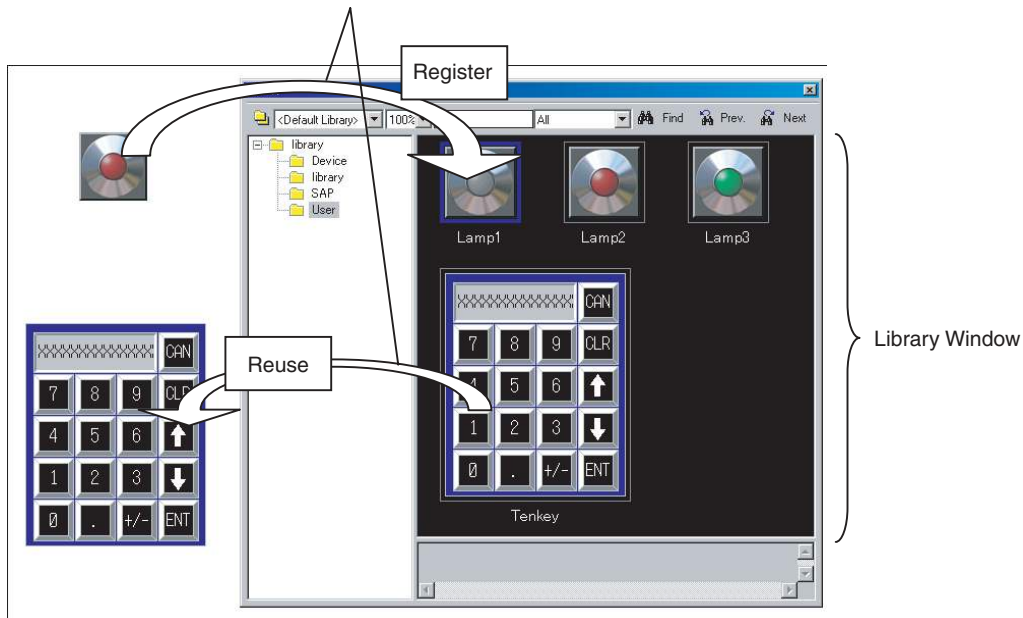 Register
<Default Library> 100% All Find Prev. Next
library
Device
library
SAP
User
Lamp1 Lamp2 Lamp3
XXXXXXXXXXXX CAN
7 8 9 CLR
4 5 6
1 2 3
0 . +/- ENT
Tenkey
Reuse
XXXXXXXXXXXX CAN
7 8 9 CLR
5 6
1 2 3
0 . +/- ENT
Library Window